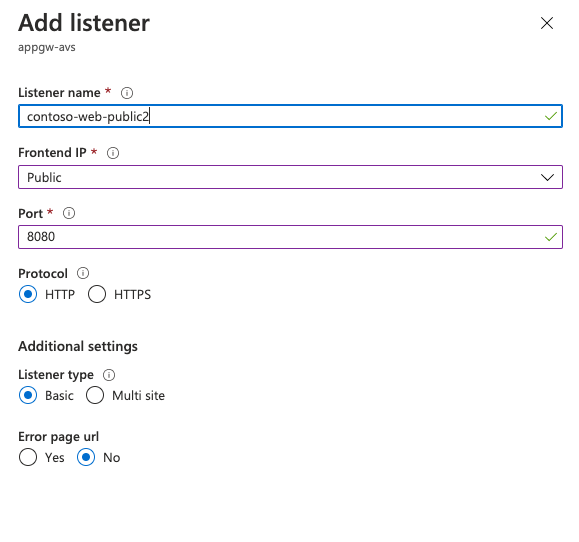 Add listener
appgw-avs
Listener name *
contoso-web-public2
Frontend IP *
Public
Port *
8080
Protocol
HTTP HTTPS
Additional settings
Listener type
Basic Multi site
Error page url
Yes No